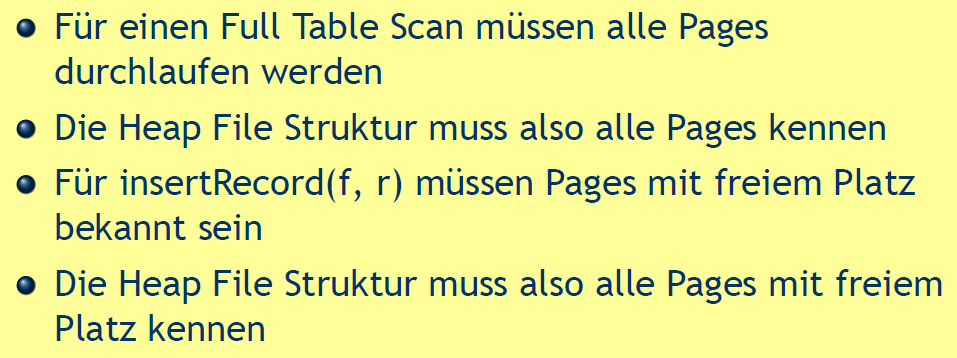 Für einen Full Table Scan müssen alle Pages
durchlaufen werden
Die Heap File Struktur muss also alle Pages kennen
Für insertRecord(f, r) müssen Pages mit freiem Platz
bekannt sein
Die Heap File Struktur muss also alle Pages mit freiem
Platz kennen